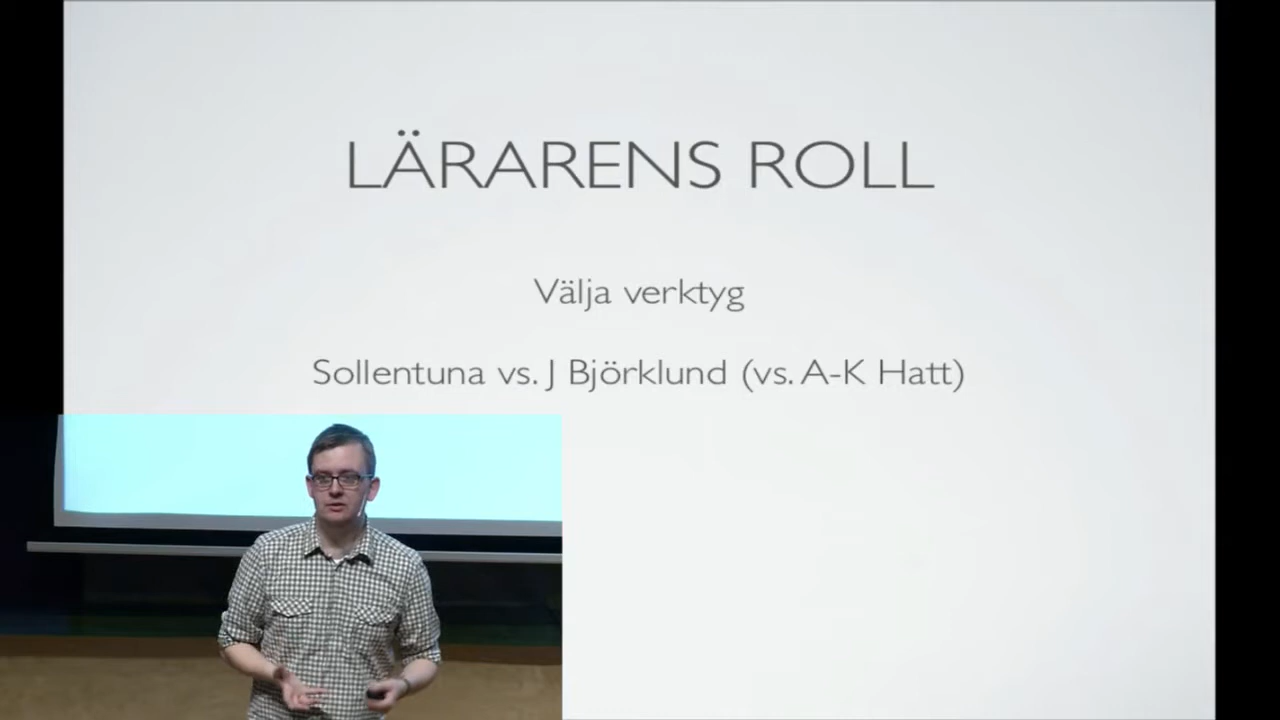 LÄRARENS ROLL
Välja verktyg
Sollentuna vs. J Björklund (vs. A-K Hatt)